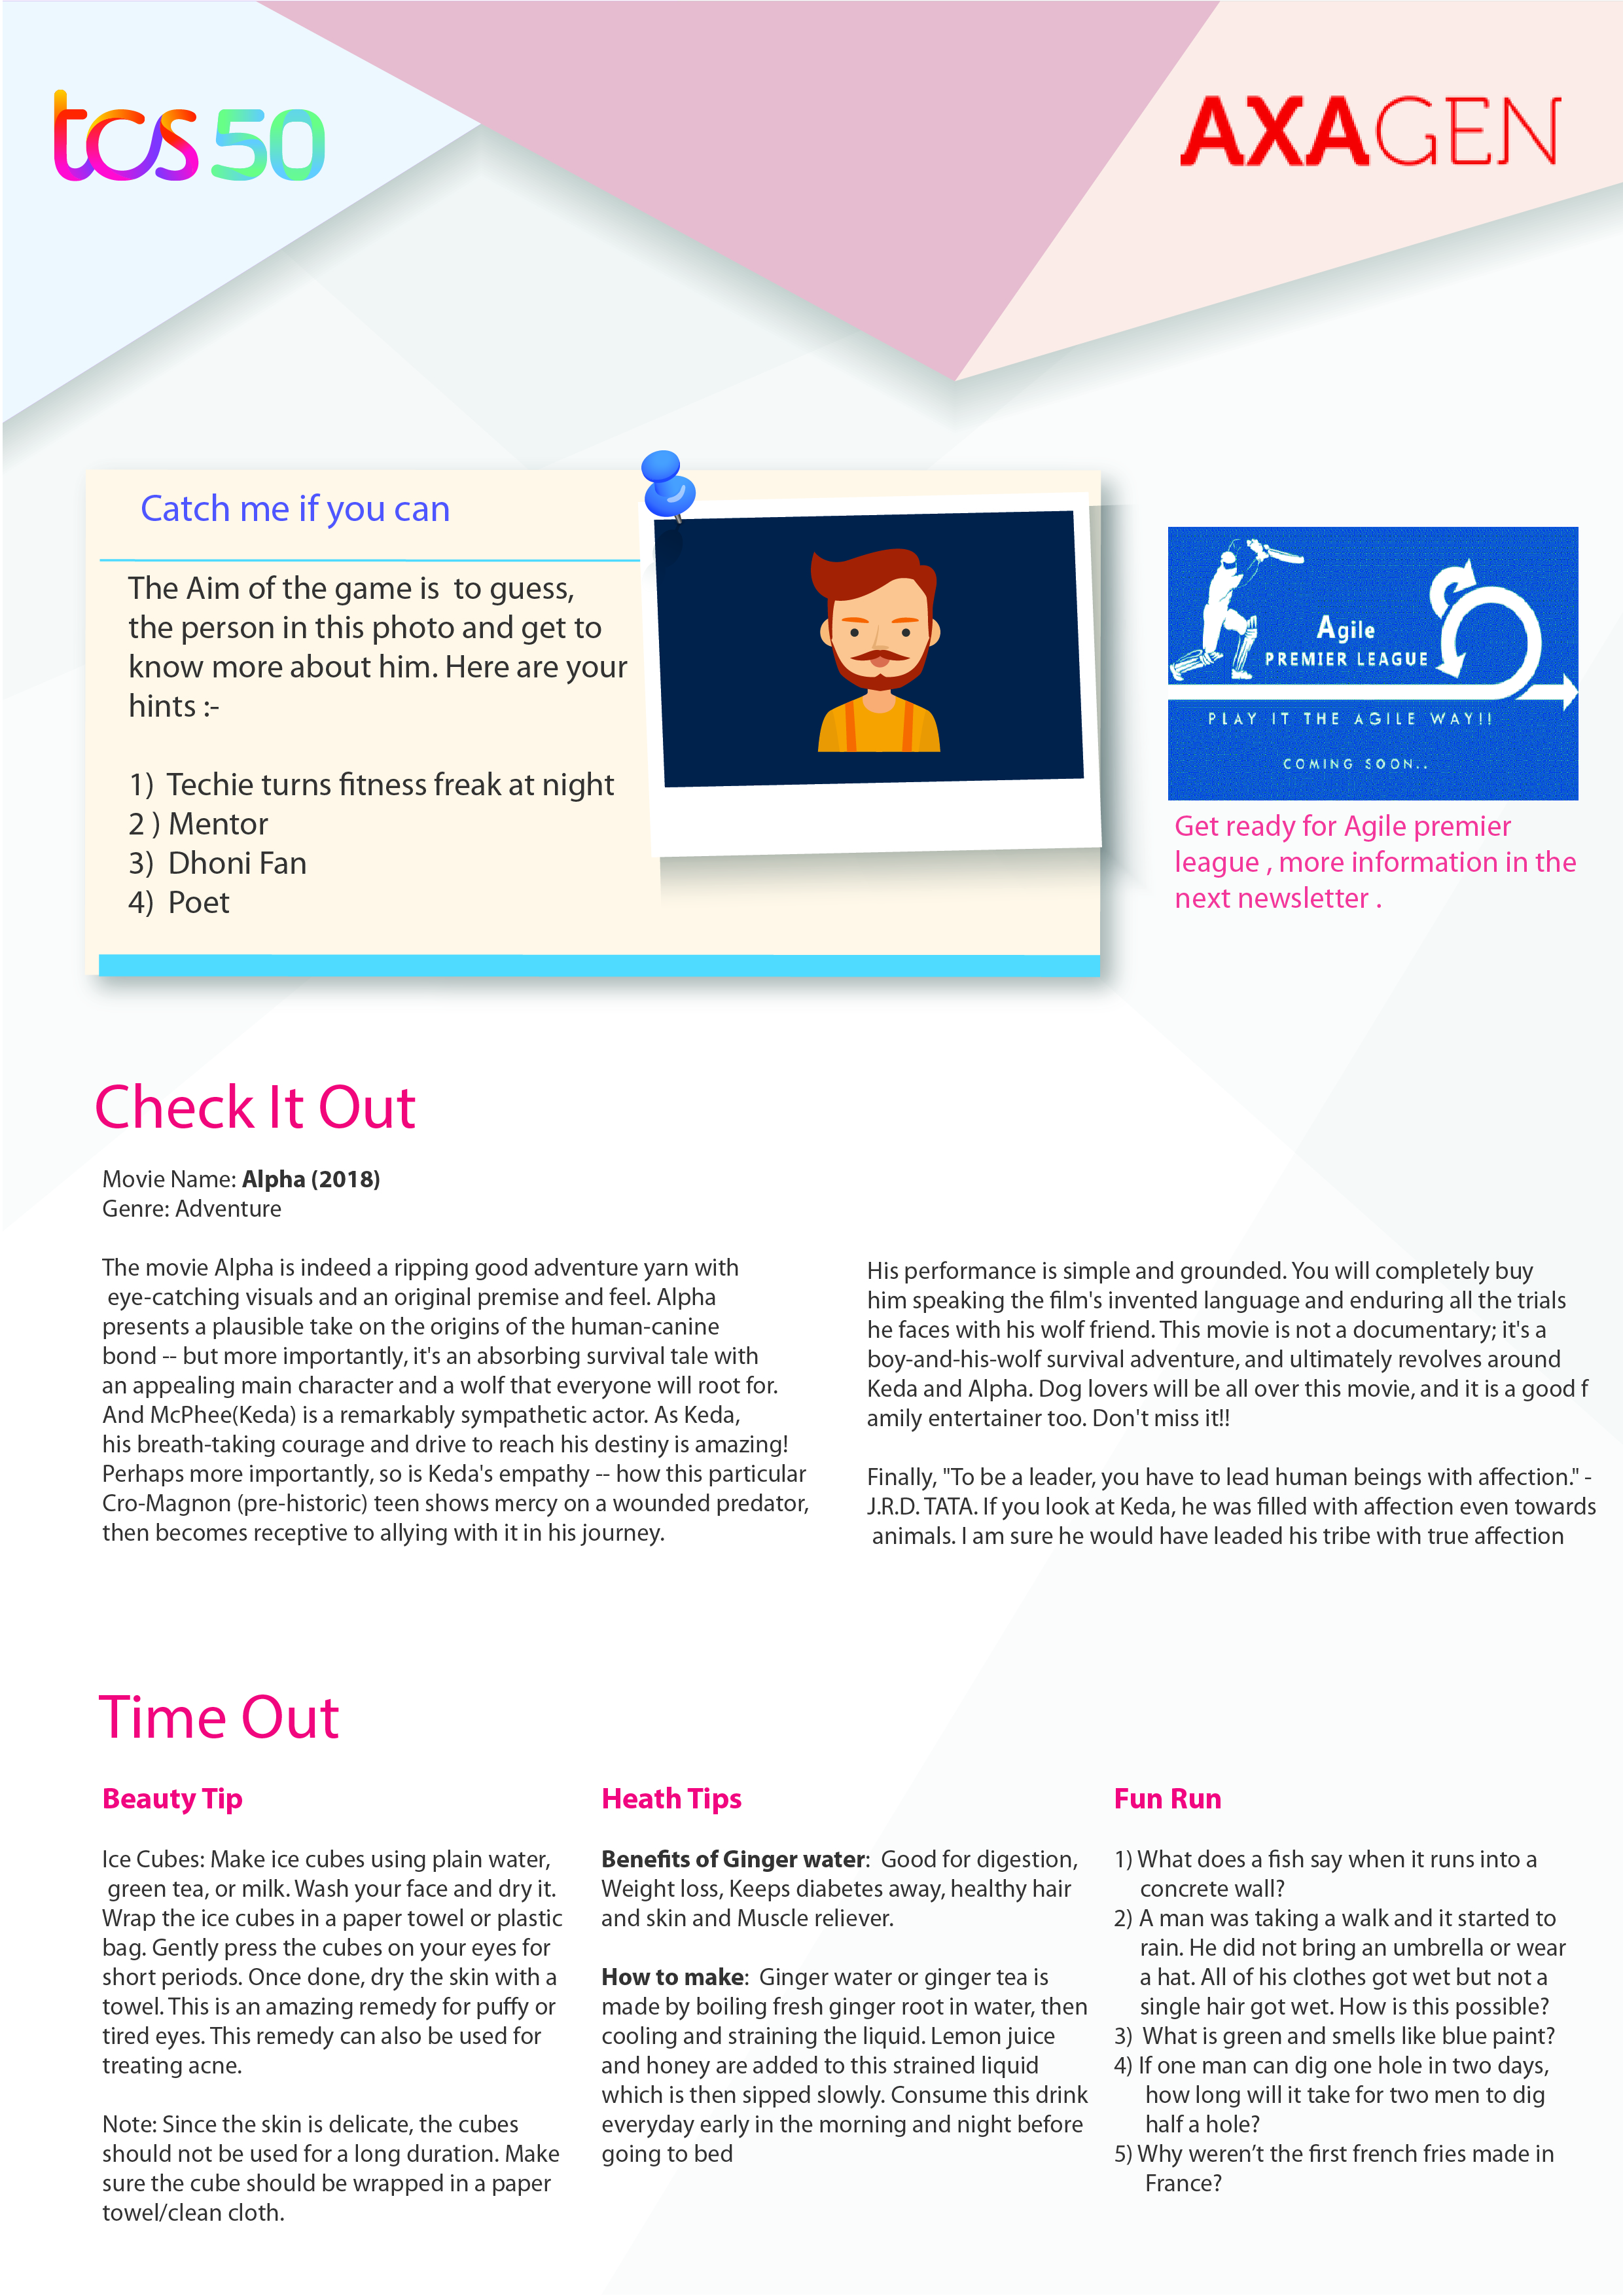 tcs 50
AXAGEN
Catch me if you can
The Aim of the game is to guess,
the person in this photo and get to
know more about him. Here are your
hints :-
1) Techie turns fitness freak at night
2 ) Mentor
3) Dhoni Fan
4) Poet
Agile
PREMIER LEAGUE
PLAY IT THE AGILE WAY!!
COMING SOON..
Get ready for Agile premier
league , more information in the
next newsletter .
Check It Out
Movie Name: Alpha (2018)
Genre: Adventure
The movie Alpha is indeed a ripping good adventure yarn with
eye-catching visuals and an original premise and feel. Alpha
presents a plausible take on the origins of the human-canine
bond -- but more importantly, it's an absorbing survival tale with
an appealing main character and a wolf that everyone will root for.
And McPhee(Keda) is a remarkably sympathetic actor. As Keda,
his breath-taking courage and drive to reach his destiny is amazing!
Perhaps more importantly, so is Keda's empathy -- how this particular
Cro-Magnon (pre-historic) teen shows mercy on a wounded predator,
then becomes receptive to allying with it in his journey.
His performance is simple and grounded. You will completely buy
him speaking the film's invented language and enduring all the trials
he faces with his wolf friend. This movie is not a documentary; it's a
boy-and-his-wolf survival adventure, and ultimately revolves around
Keda and Alpha. Dog lovers will be all over this movie, and it is a good f
amily entertainer too. Don't miss it!!
Finally, "To be a leader, you have to lead human beings with affection." -
J.R.D. TATA. If you look at Keda, he was filled with affection even towards
animals. I am sure he would have leaded his tribe with true affection
Time Out
Beauty Tip
Ice Cubes: Make ice cubes using plain water,
green tea, or milk. Wash your face and dry it.
Wrap the ice cubes in a paper towel or plastic
bag. Gently press the cubes on your eyes for
short periods. Once done, dry the skin with a
towel. This is an amazing remedy for puffy or
tired eyes. This remedy can also be used for
treating acne.
Note: Since the skin is delicate, the cubes
should not be used for a long duration. Make
sure the cube should be wrapped in a paper
towel/clean cloth.
Heath Tips
Benefits of Ginger water: Good for digestion,
Weight loss, Keeps diabetes away, healthy hair
and skin and Muscle reliever.
How to make: Ginger water or ginger tea is
made by boiling fresh ginger root in water, then
cooling and straining the liquid. Lemon juice
and honey are added to this strained liquid
which is then sipped slowly. Consume this drink
everyday early in the morning and night before
going to bed
Fun Run
1) What does a fish say when it runs into a
concrete wall?
2) A man was taking a walk and it started to
rain. He did not bring an umbrella or wear
a hat. All of his clothes got wet but not a
single hair got wet. How is this possible?
3) What is green and smells like blue paint?
4) If one man can dig one hole in two days,
how long will it take for two men to dig
half a hole?
5) Why weren’t the first french fries made in
France?